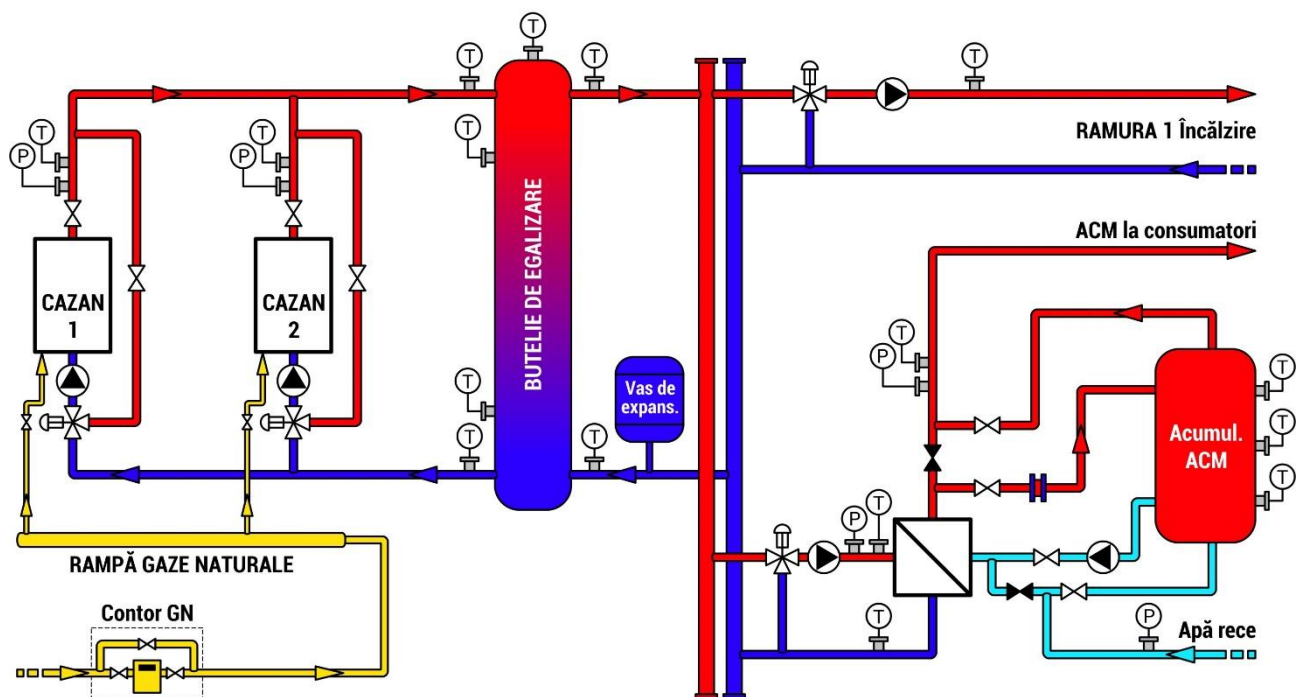 T
T
T
T
T
RAMURA 1 Încălzire
T
P
T
P
T
CAZAN
1
CAZAN
2
BUTELIE DE EGALIZARE
ACM la consumatori
T
P
Vas de
expans.
T
T
T
T
T
T
Acumul.
ACM
P
T
RAMPĂ GAZE NATURALE
Contor GN
T
P
Apă rece